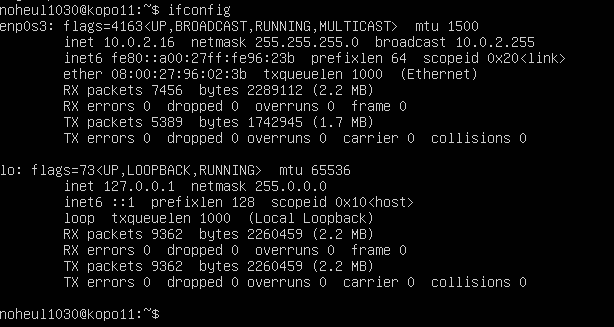 noheul1030@kopo11:~$ ifconfig
enp0s3: flags=4163<UP,BROADCAST,RUNNING,MULTICAST>  mtu 1500
        inet 10.0.2.16  netmask 255.255.255.0  broadcast 10.0.2.255
        inet6 fe80::a00:27ff:fe96:23b  prefixlen 64  scopeid 0x20<link>
        ether 08:00:27:96:02:3b  txqueuelen 1000  (Ethernet)
        RX packets 7456  bytes 2289112 (2.2 MB)
        RX errors 0  dropped 0  overruns 0  frame 0
        TX packets 5389  bytes 1742945 (1.7 MB)
        TX errors 0  dropped 0 overruns 0  carrier 0  collisions 0

lo: flags=73<UP,LOOPBACK,RUNNING>  mtu 65536
        inet 127.0.0.1  netmask 255.0.0.0
        inet6 ::1  prefixlen 128  scopeid 0x10<host>
        loop  txqueuelen 1000  (Local Loopback)
        RX packets 9362  bytes 2260459 (2.2 MB)
        RX errors 0  dropped 0  overruns 0  frame 0
        TX packets 9362  bytes 2260459 (2.2 MB)
        TX errors 0  dropped 0 overruns 0  carrier 0  collisions 0

noheul1030@kopo11:~$